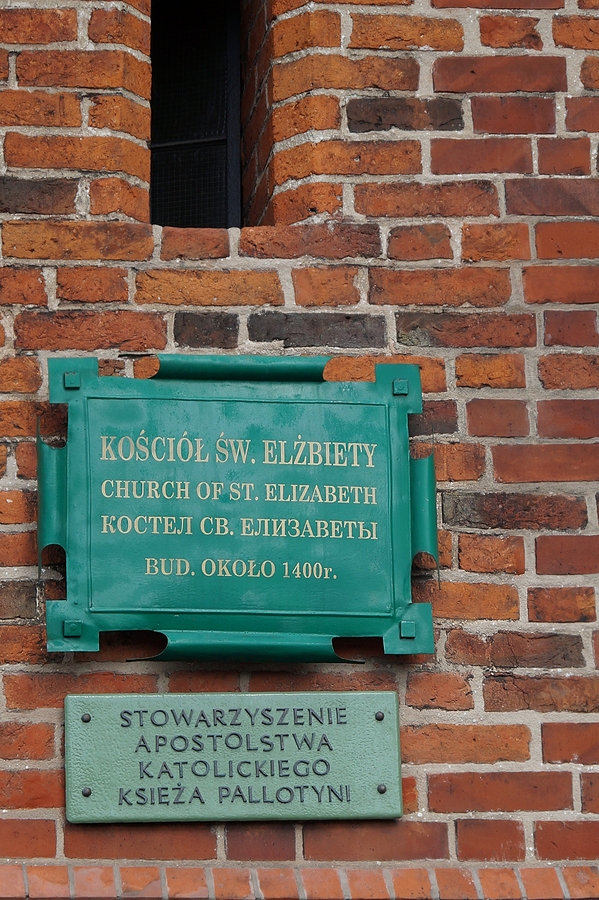 KOŚCIÓŁ ŚW. ELŻBIETY
CHURCH OF ST. ELIZABETH
КОСТЕЛ СВ. ЕЛИЗАВЕТЫ
BUD. OKOŁO 1400r.
STOWARZYSZENIE
APOSTOLSTWA
KATOLICKIEGO
KSIĘŻA PALLOTYNI